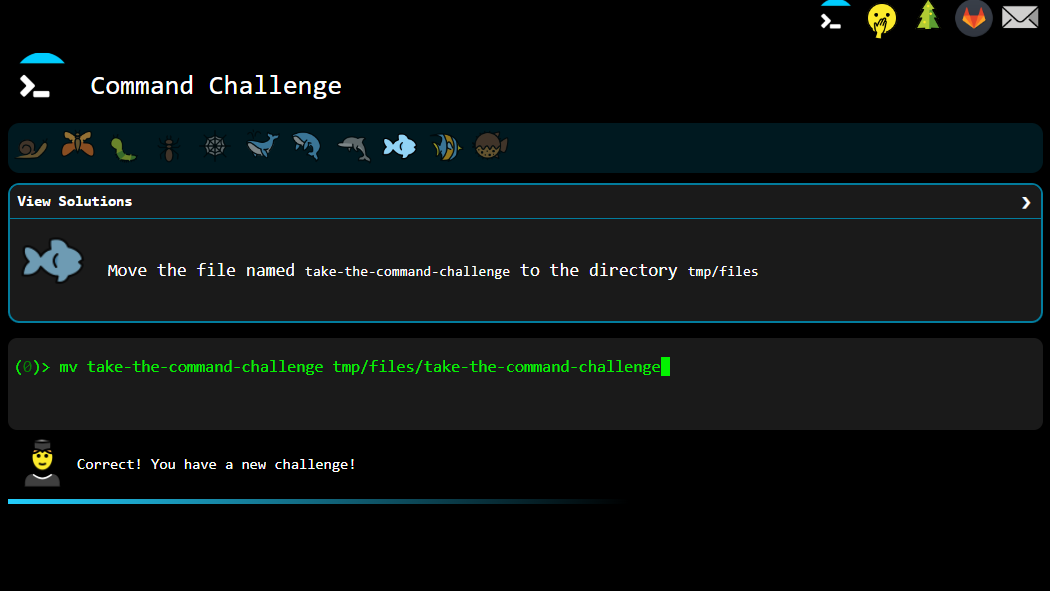 Command Challenge
View Solutions
Move the file named take-the-command-challenge to the directory tmp/files
(0)> mv take-the-command-challenge tmp/files/take-the-command-challenge
Correct! You have a new challenge!